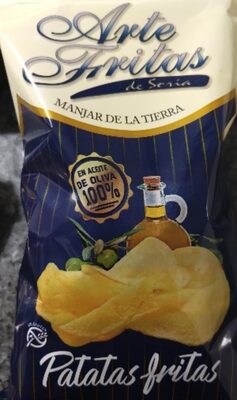 Arte
Fritas
de Soria
MANJAR DE LA TIERRA
EN ACEITE
DE OLIVA
100%
Patatas fritas